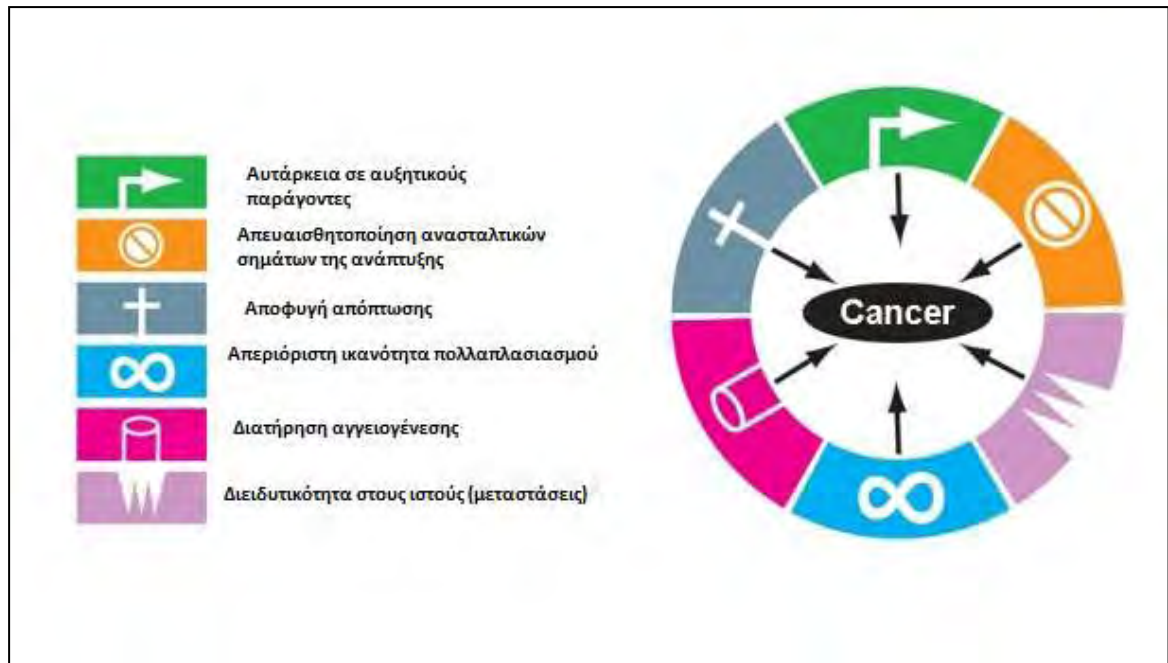 Αυτάρκεια σε αυξητικούς
παράγοντες
Απευαισθητοποίηση ανασταλτικών
σημάτων της ανάπτυξης
Αποφυγή απόπτωσης
Απεριόριστη ικανότητα πολλαπλασιασμού
Διατήρηση αγγειογένεσης
Διειδυτικότητα στους ιστούς (μεταστάσεις)
Cancer